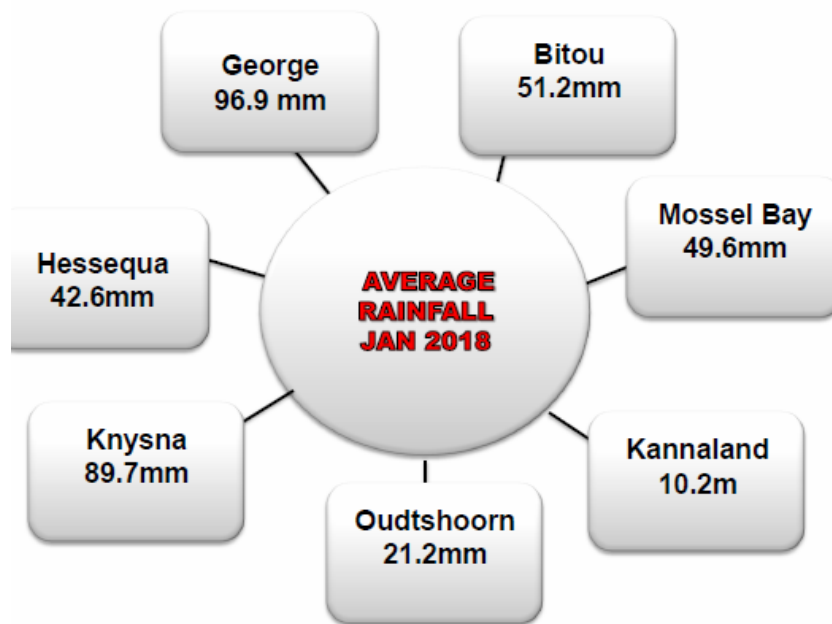 George
96.9 mm
Bitou
51.2mm
Mossel Bay
49.6mm
Hessequa
42.6mm
AVERAGE
RAINFALL
JAN 2018
Knysna
89.7mm
Kannaland
10.2m
Oudtshoorn
21.2mm